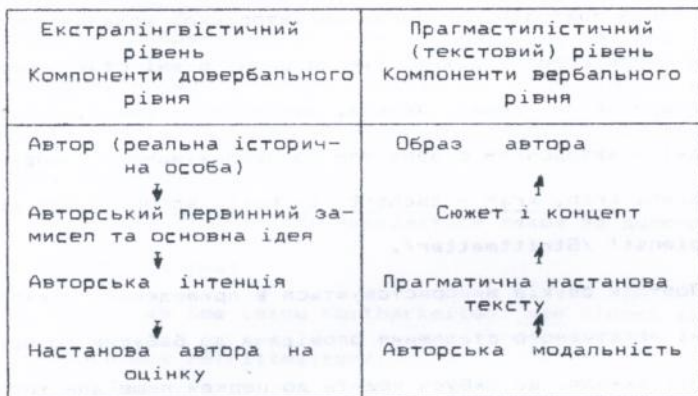 Екстралінгвістичний
рівень
Компоненти довербального
рівня
Прагмастилістичний
(текстовий) рівень
Компоненти вербального
рівня
Автор (реальна історич-
на особа)
Авторський первинний за-
мисел та основна ідея
Авторська інтенція
Настанова автора на
оцінку
Образ автора
Сюжет і концепт
Прагматична настанова
тексту
Авторська модальність